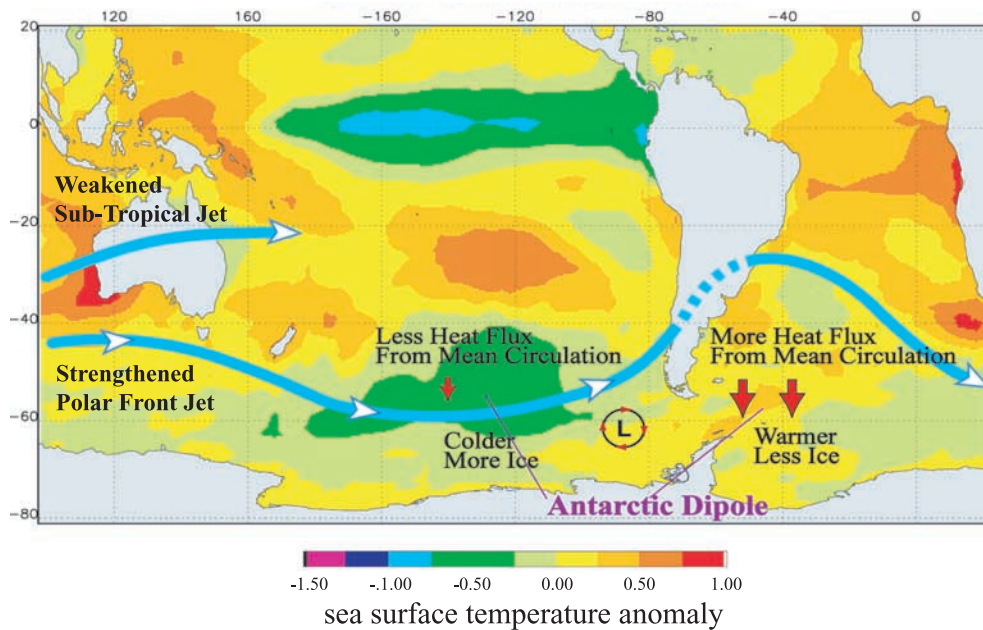 120 160 -160 -120 -80 -40 0
20
0
-20
-40
-60
-80
Weakened
Sub-Tropical Jet
Strengthened
Polar Front Jet
Less Heat Flux
From Mean Circulation
More Heat Flux
From Mean Circulation
L
Colder
More Ice
Warmer
Less Ice
Antarctic Dipole
-1.50 -.1.00 -0.50 0.00 0.50 1.00
sea surface temperature anomaly